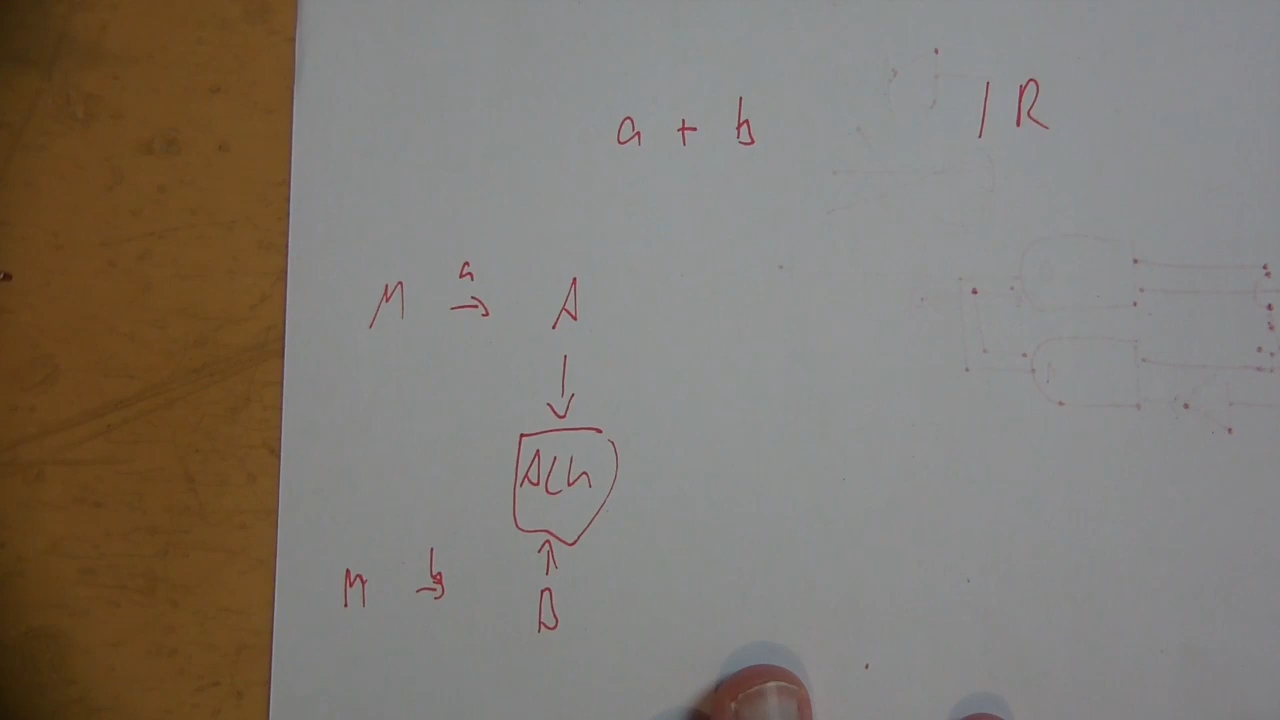 a + b
IR
M a → A
↓
ALU
↑
M b → B